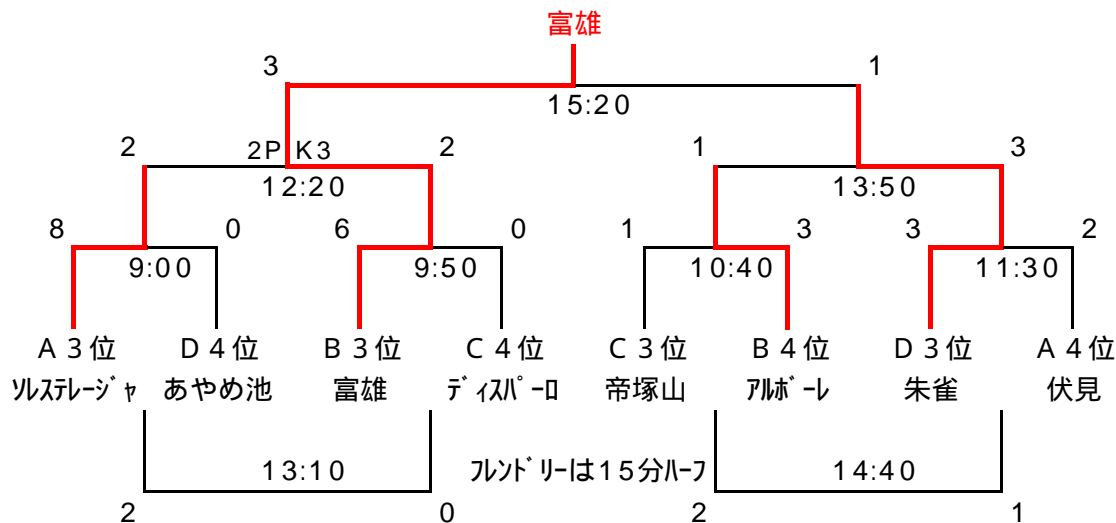 富雄
3 1
15:20
2 2PK3 2 1 3
12:20 13:50
8 0 6 0 1 3 3 2
9:00 9:50 10:40 11:30
A3位 D4位 B3位 C4位 C3位 B4位 D3位 A4位
ソルステレージャ あやめ池 富雄 ディスパーロ 帝塚山 アルボーレ 朱雀 伏見
13:10 フレンドリーは15分ハーフ 14:40
2 0 2 1